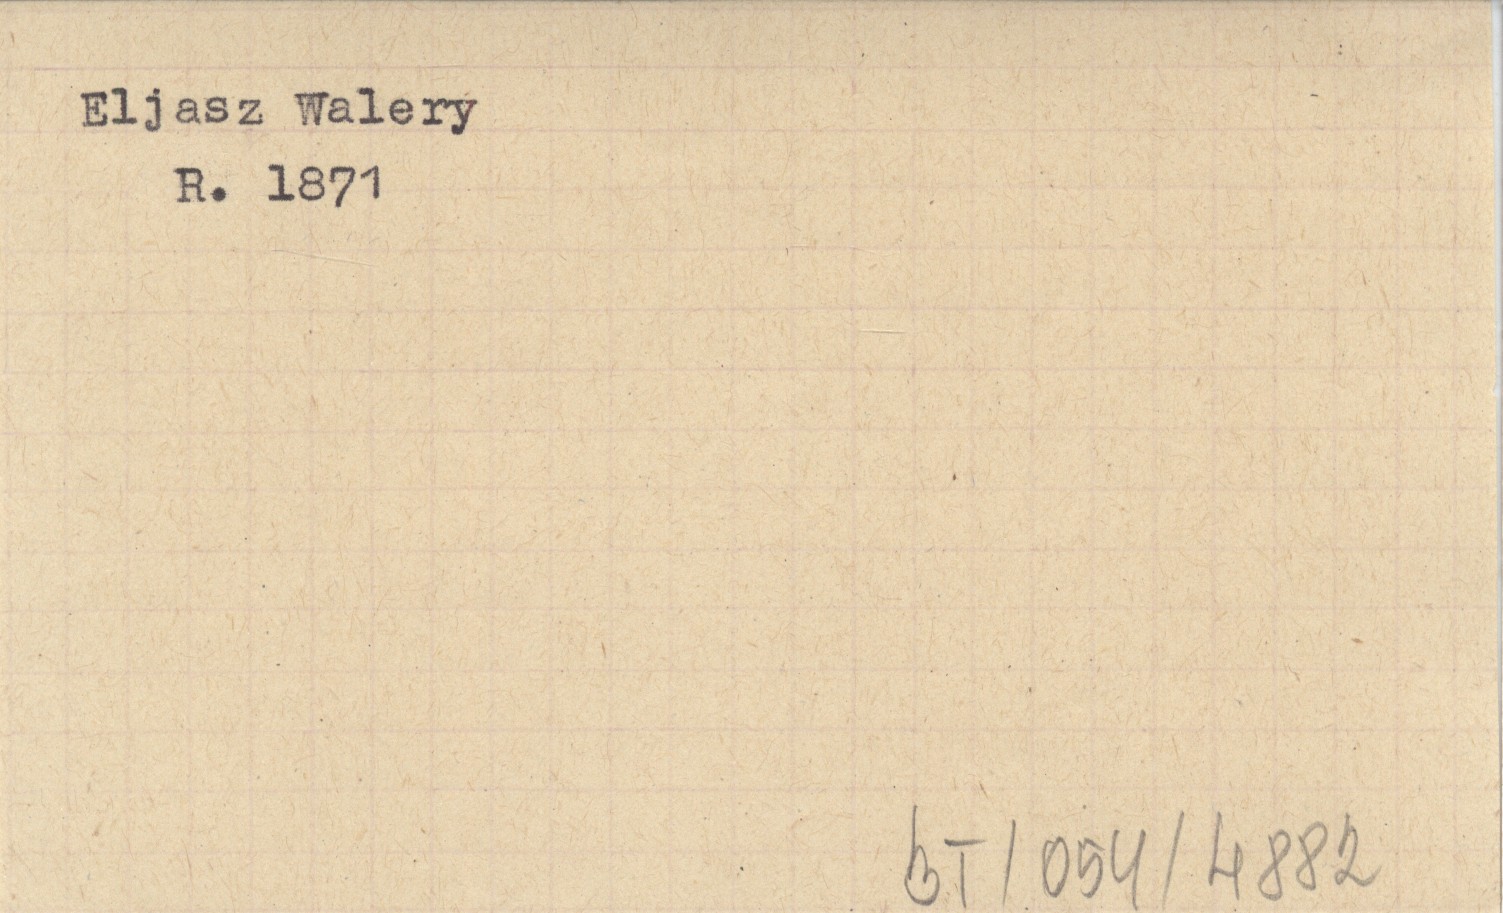 Eljasz Walery
R. 1871
bT/054/4882